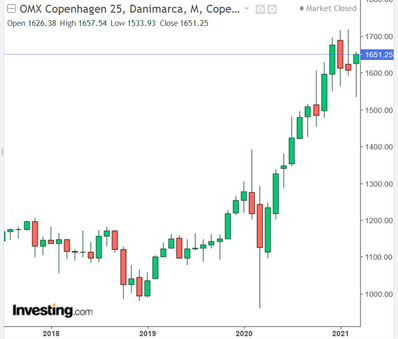 OMX Copenhagen 25, Danimarca, M, Cope...
Market Closed
Open 1626.38 High 1657.54 Low 1533.93 Close 1651.25
1700.00
1651.25
1600.00
1500.00
1400.00
1300.00
1200.00
1100.00
1000.00
Investing.com
2018 2019 2020 2021